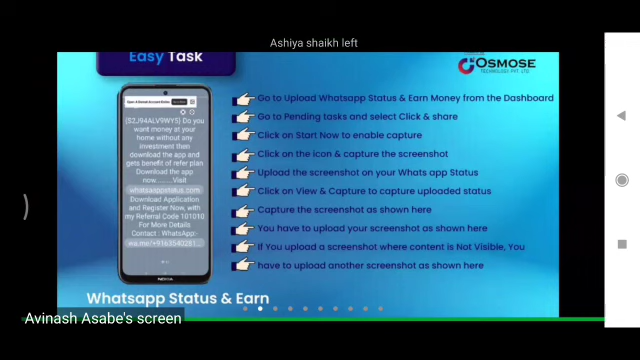 Ashiya shaikh left
Easy Task
OSMOSE
TECHNOLOGY PVT. LTD.
[S2J94ALV9WY5] Do you
want money at your
home without any
investment then
download the app and
gets benefit of refer plan
Download the app
now.........Visit
whatsaappstatus.com
Download Application
and Register Now, with
my Referral Code 101010
For More Details
Contact : WhatsApp:
wa.me/+9163540281...
NOKIA
Go to Upload Whatsapp Status & Earn Money from the Dashboard
Go to Pending tasks and select Click & share
Click on Start Now to enable capture
Click on the icon & capture the screenshot
Upload the screenshot on your Whats app Status
Click on View & Capture to capture uploaded status
Capture the screenshot as shown here
You have to upload your screenshot as shown here
If You upload a screenshot where content is Not Visible, You
have to upload another screenshot as shown here
Whatsapp Status & Earn
Avinash Asabe's screen